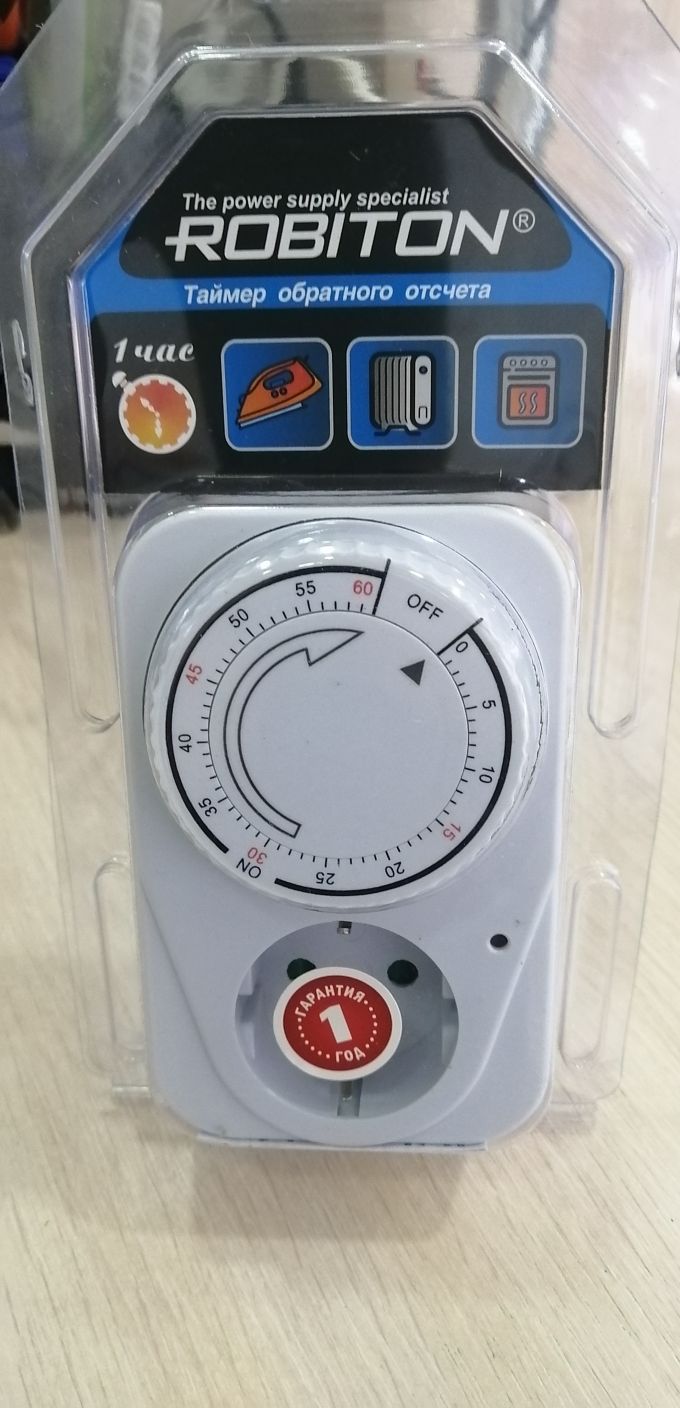 The power supply specialist
ROBITON®
Таймер обратного отсчета
1 час
OFF
0
5
10
15
20
25
30
ON
35
40
45
50
55
60
ГАРАНТИЯ
1
ГОД